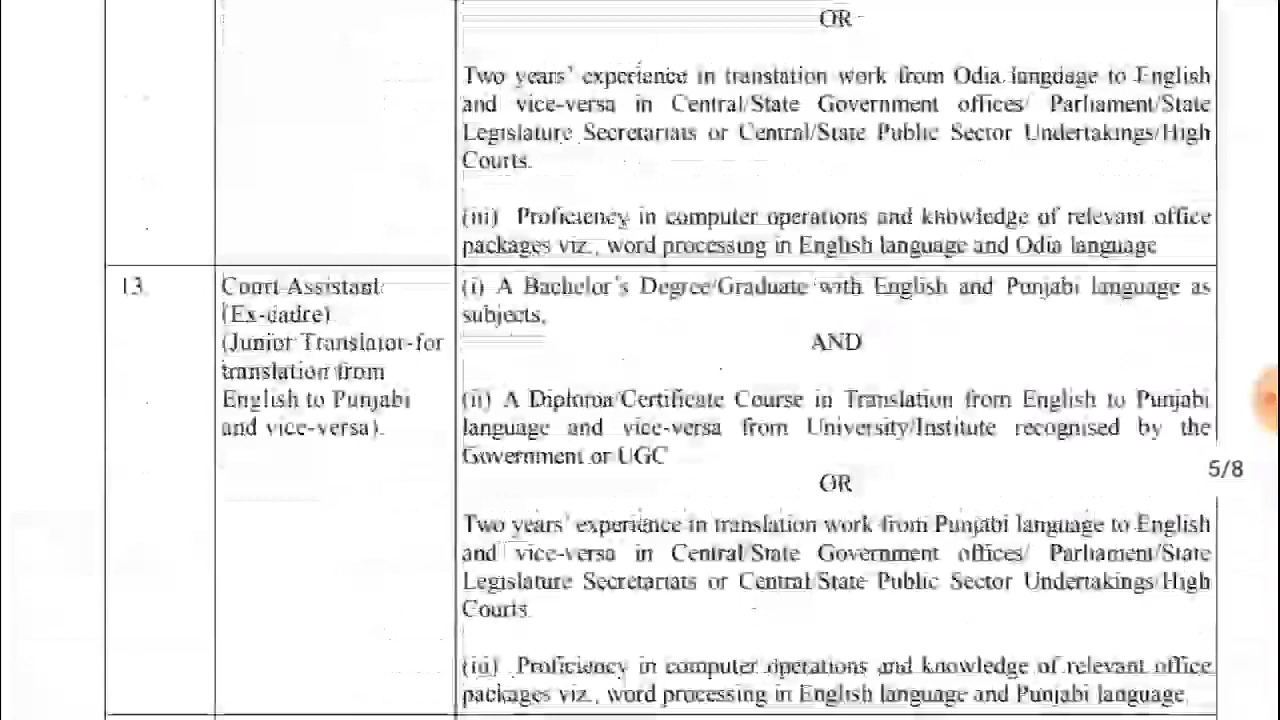 OR
Two years' experience in translation work from Odia language to English
and vice-versa in Central/State Government offices/ Parliament/State
Legislature Secretariats or Central/State Public Sector Undertakings/High
Courts.
(iii) Proficiency in computer operations and knowledge of relevant office
packages viz., word processing in English language and Odia language
13.
Court Assistant
(Ex-cadre)
(Junior Translator-for
translation from
English to Punjabi
and vice-versa).
(i) A Bachelor's Degree/Graduate with English and Punjabi language as
subjects,
AND
(ii) A Diploma/Certificate Course in Translation from English to Punjabi
language and vice-versa from University/Institute recognised by the
Government or UGC
OR
Two years' experience in translation work from Punjabi language to English
and vice-versa in Central/State Government offices/ Parliament/State
Legislature Secretariats or Central/State Public Sector Undertakings/High
Courts.
(iii) Proficiency in computer operations and knowledge of relevant office
packages viz., word processing in English language and Punjabi language
5/8